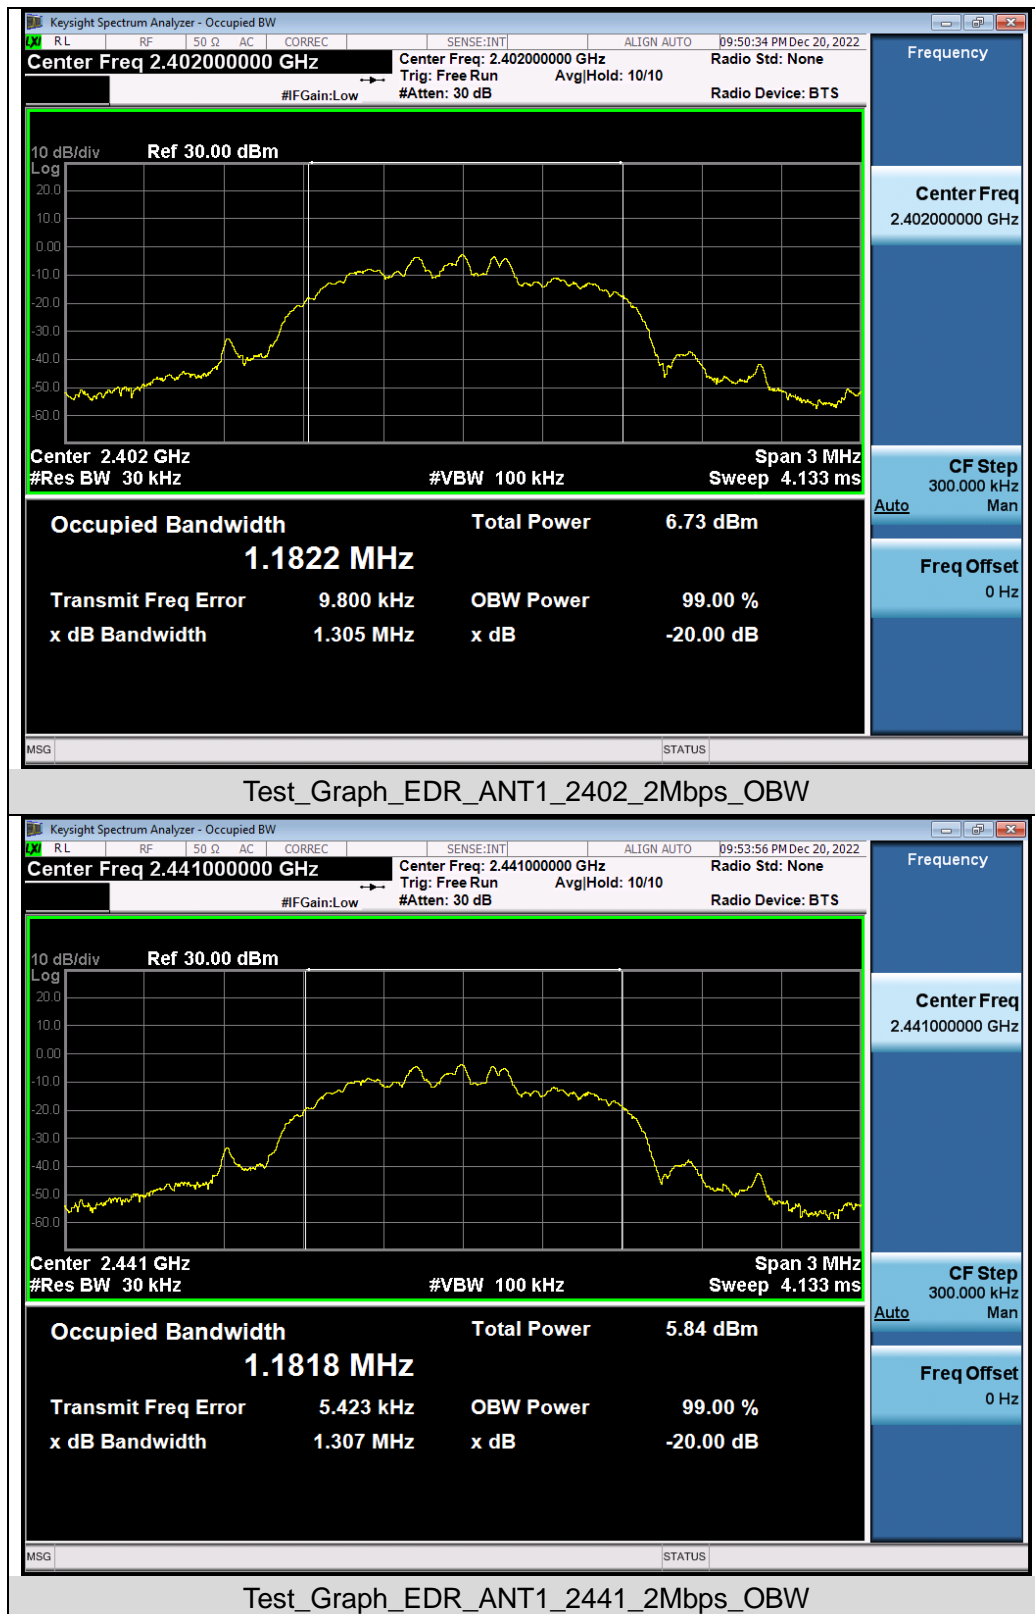 Keysight Spectrum Analyzer - Occupied BW
LXI RL RF 50 Ω AC CORREC SENSE:INT ALIGN AUTO 09:50:34 PM Dec 20, 2022
Center Freq 2.402000000 GHz
Center Freq: 2.402000000 GHz
Radio Std: None
Trig: Free Run Avg|Hold: 10/10
#IFGain:Low #Atten: 30 dB Radio Device: BTS
Frequency
10 dB/div Ref 30.00 dBm
Log
20.0
10.0
0.00
-10.0
-20.0
-30.0
-40.0
-50.0
-60.0
Center 2.402 GHz Span 3 MHz
#Res BW 30 kHz #VBW 100 kHz Sweep 4.133 ms
Center Freq
2.402000000 GHz
CF Step
300.000 kHz
Auto Man
Freq Offset
0 Hz
Occupied Bandwidth Total Power 6.73 dBm
1.1822 MHz
Transmit Freq Error 9.800 kHz OBW Power 99.00 %
x dB Bandwidth 1.305 MHz x dB -20.00 dB
MSG STATUS
Test_Graph_EDR_ANT1_2402_2Mbps_OBW
Keysight Spectrum Analyzer - Occupied BW
LXI RL RF 50 Ω AC CORREC SENSE:INT ALIGN AUTO 09:53:56 PM Dec 20, 2022
Center Freq 2.441000000 GHz
Center Freq: 2.441000000 GHz
Radio Std: None
Trig: Free Run Avg|Hold: 10/10
#IFGain:Low #Atten: 30 dB Radio Device: BTS
Frequency
10 dB/div Ref 30.00 dBm
Log
20.0
10.0
0.00
-10.0
-20.0
-30.0
-40.0
-50.0
-60.0
Center 2.441 GHz Span 3 MHz
#Res BW 30 kHz #VBW 100 kHz Sweep 4.133 ms
Center Freq
2.441000000 GHz
CF Step
300.000 kHz
Auto Man
Freq Offset
0 Hz
Occupied Bandwidth Total Power 5.84 dBm
1.1818 MHz
Transmit Freq Error 5.423 kHz OBW Power 99.00 %
x dB Bandwidth 1.307 MHz x dB -20.00 dB
MSG STATUS
Test_Graph_EDR_ANT1_2441_2Mbps_OBW